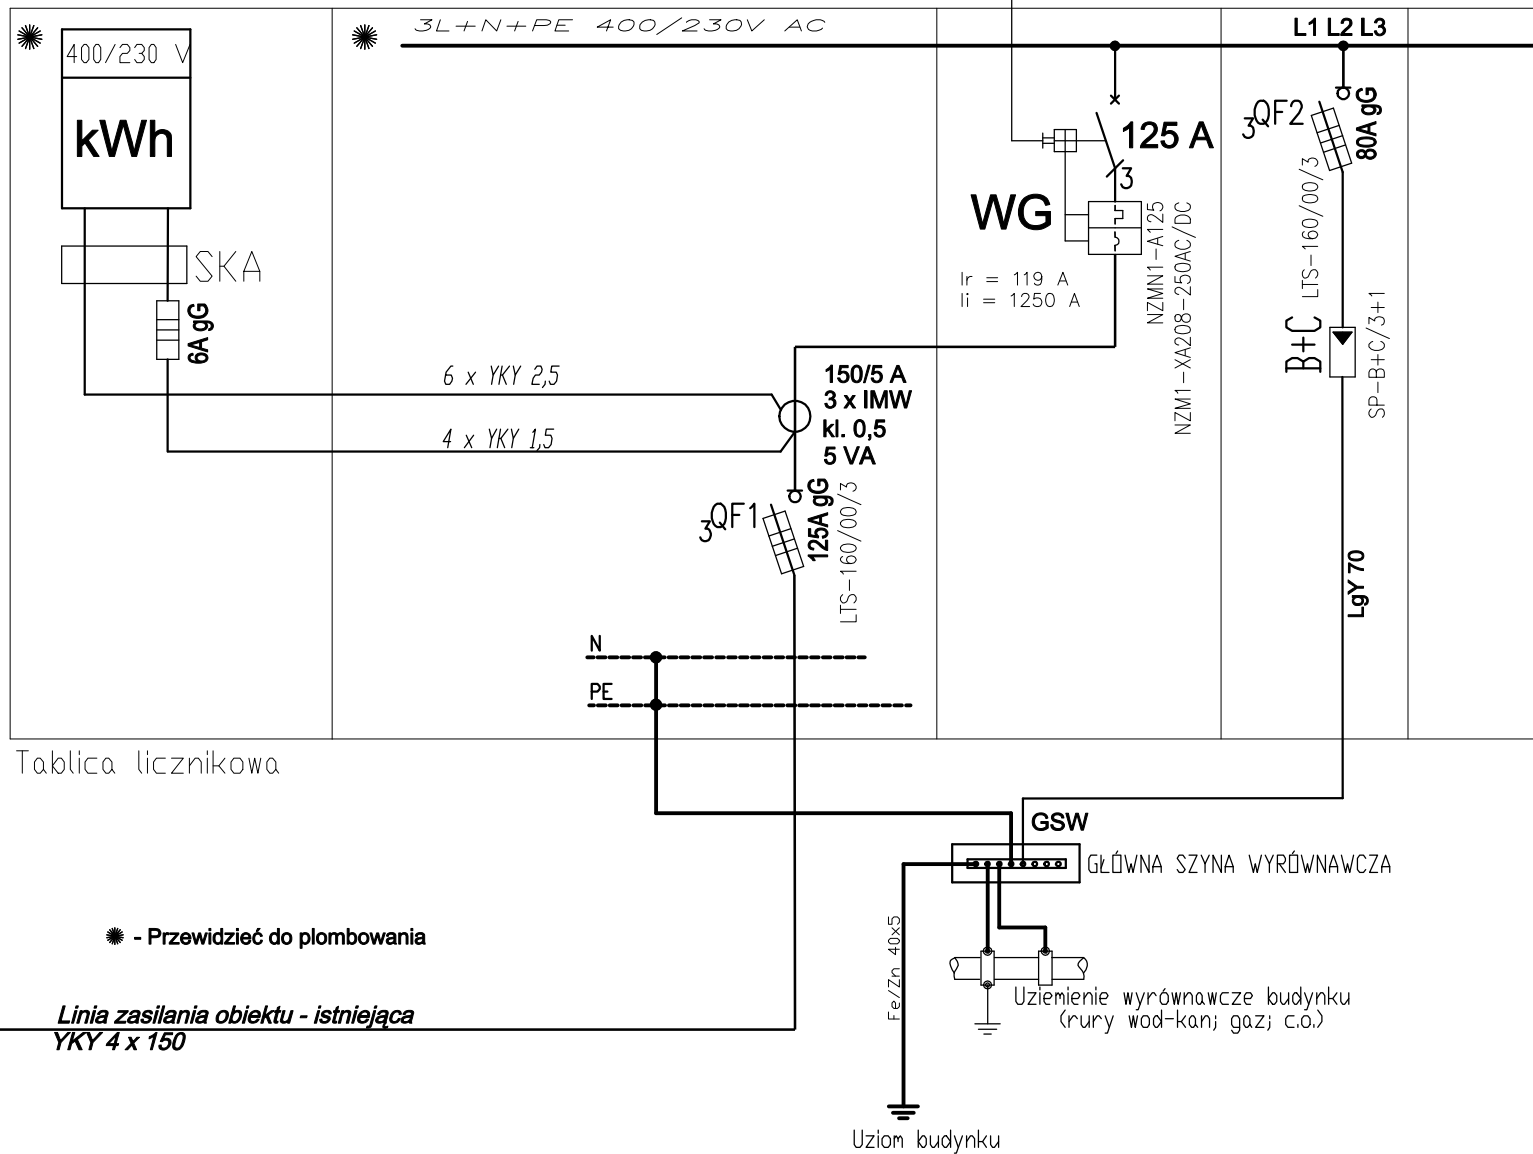 3L+N+PE 400/230V AC
L1 L2 L3
400/230 V
kWh
SKA
6A gG
6 x YKY 2,5
4 x YKY 1,5
150/5 A
3 x IMW
kl. 0,5
5 VA
3QF1
125A gG
LTS-160/00/3
125 A
3
WG
Ir = 119 A
Ii = 1250 A
NZMN1-A125
NZM1-XA208-250AC/DC
3QF2
80A gG
LTS-160/00/3
B+C
SP-B+C/3+1
LgY 70
N
PE
Tablica licznikowa
GSW
GŁÓWNA SZYNA WYRÓWNAWCZA
- Przewidzieć do plombowania
Fe/Zn 40x5
Uziemienie wyrównawcze budynku
(rury wod-kan; gaz; c.o.)
Linia zasilania obiektu - istniejąca
YKY 4 x 150
Uziom budynku